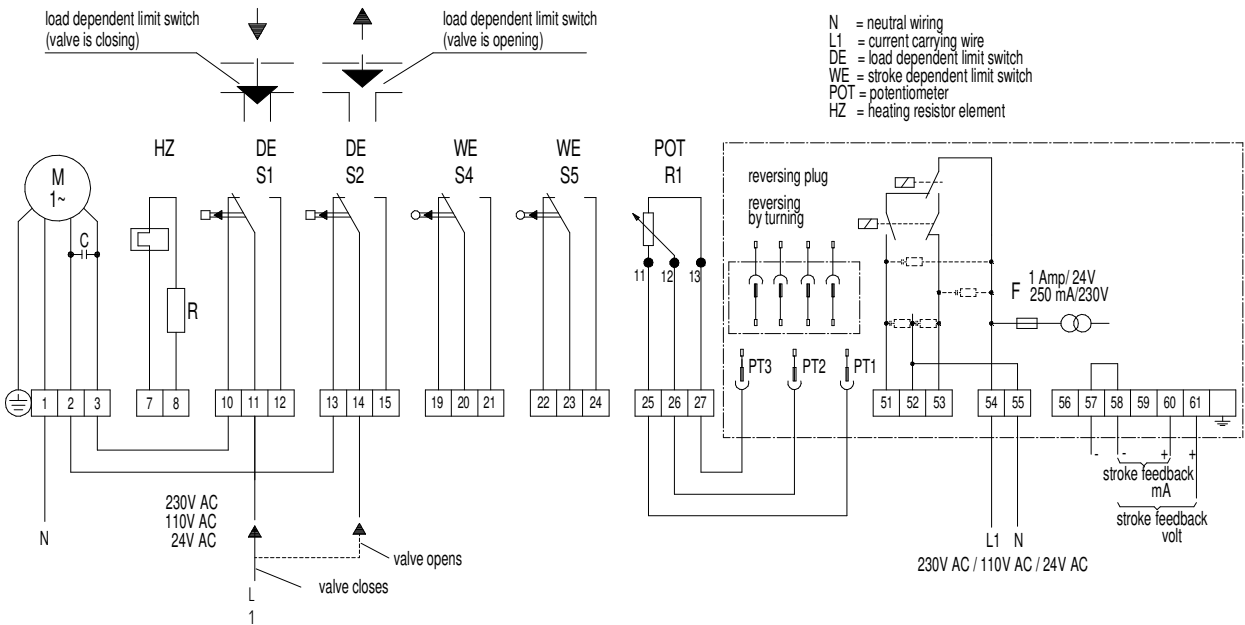 load dependent limit switch
(valve is closing)
load dependent limit switch
(valve is opening)
N = neutral wiring
L1 = current carrying wire
DE = load dependent limit switch
WE = stroke dependent limit switch
POT = potentiometer
HZ = heating resistor element
HZ
DE
S1
DE
S2
WE
S4
WE
S5
POT
R1
M
1~
C
R
11 12 13
reversing plug
reversing
by turning
F
1 Amp/ 24V
250 mA/230V
PT3 PT2 PT1
1 2 3 7 8 10 11 12 13 14 15 19 20 21 22 23 24 25 26 27 51 52 53 54 55 56 57 58 59 60 61
- - + +
stroke feedback
mA
stroke feedback
volt
230V AC
110V AC
24V AC
N
valve opens
valve closes
L
1
L1 N
230V AC / 110V AC / 24V AC